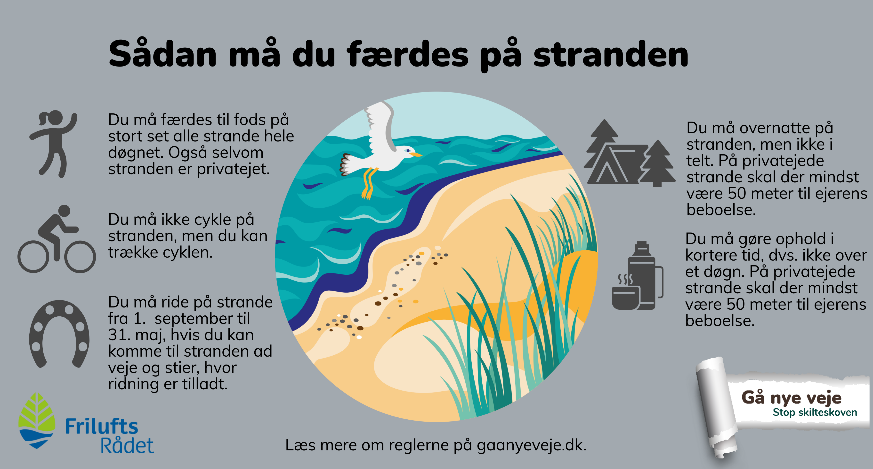 Sådan må du færdes på stranden
Du må færdes til fods på
stort set alle strande hele
døgnet. Også selvom
stranden er privatejet.
Du må ikke cykle på
stranden, men du kan
trække cyklen.
Du må ride på strande
fra 1. september til
31. maj, hvis du kan
komme til stranden ad
veje og stier, hvor
ridning er tilladt.
Du må overnatte på
stranden, men ikke i
telt. På privatejede
strande skal der mindst
være 50 meter til ejerens
beboelse.
Du må gøre ophold i
kortere tid, dvs. ikke over
et døgn. På privatejede
strande skal der mindst
være 50 meter til ejerens
beboelse.
Frilufts
Rådet
Læs mere om reglerne på gaanyeveje.dk.
Gå nye veje
Stop skilteskoven